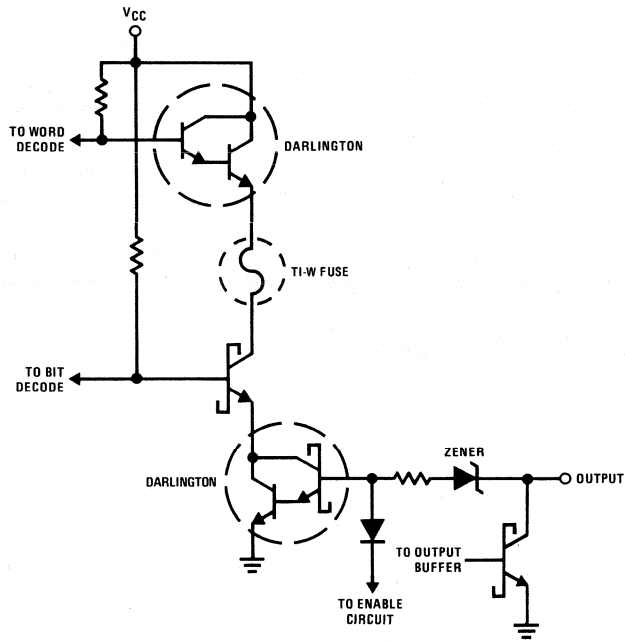 VCC
TO WORD
DECODE
DARLINGTON
TI-W FUSE
TO BIT
DECODE
DARLINGTON
ZENER
OUTPUT
TO OUTPUT
BUFFER
TO ENABLE
CIRCUIT